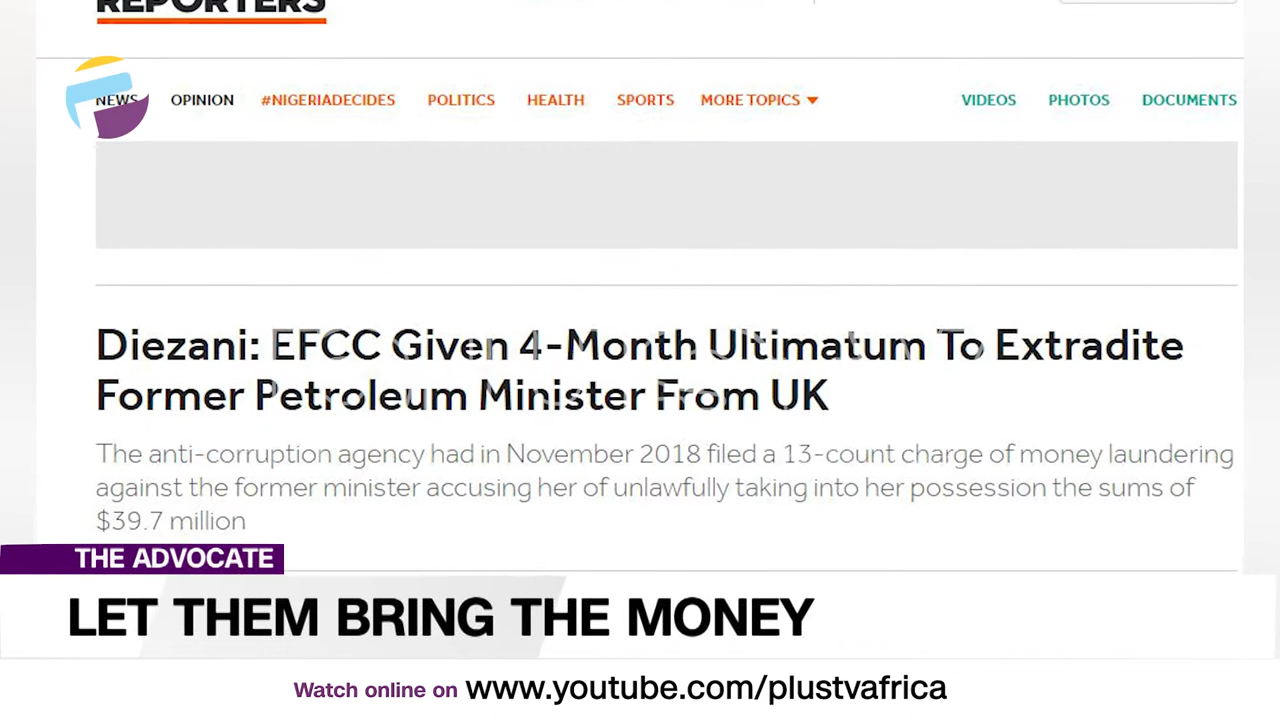 REPORTERS
NEWS OPINION #NIGERIADECIDES POLITICS HEALTH SPORTS MORE TOPICS VIDEOS PHOTOS DOCUMENTS
Diezani: EFCC Given 4-Month Ultimatum To Extradite
Former Petroleum Minister From UK
The anti-corruption agency had in November 2018 filed a 13-count charge of money laundering
against the former minister accusing her of unlawfully taking into her possession the sums of
$39.7 million
THE ADVOCATE
LET THEM BRING THE MONEY
Watch online on www.youtube.com/plustvafrica